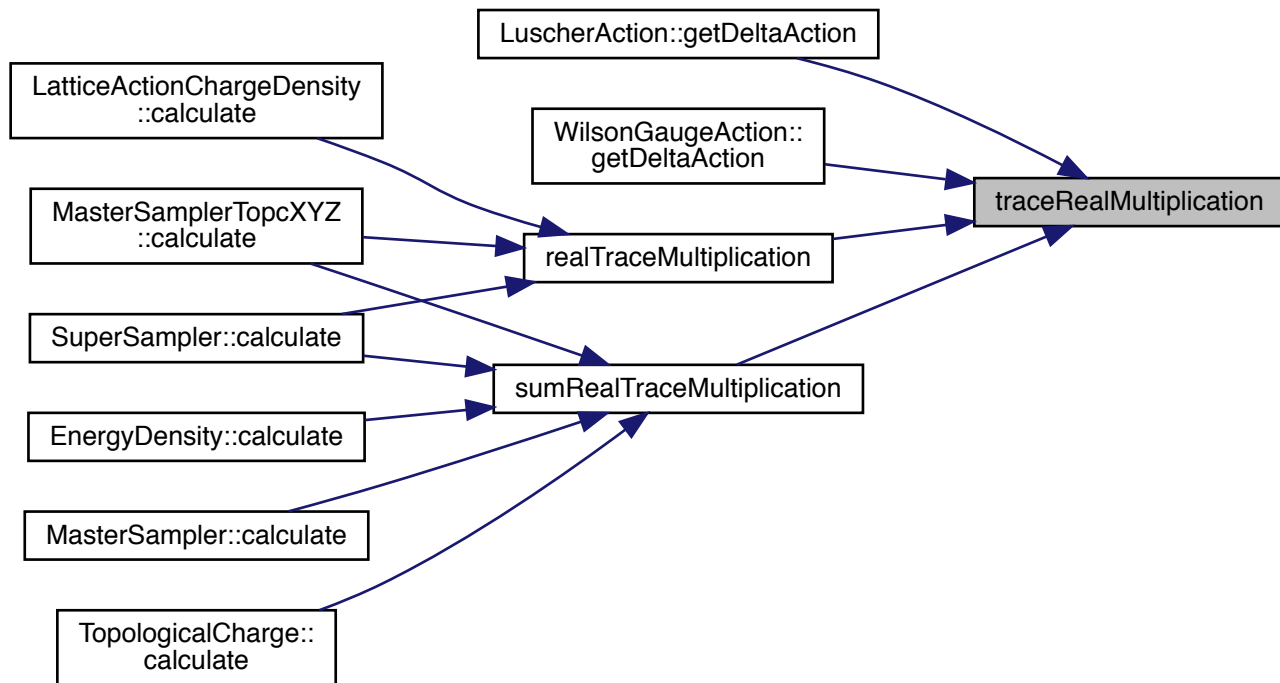 LuscherAction::getDeltaAction
LatticeActionChargeDensity
::calculate
WilsonGaugeAction::
getDeltaAction
traceRealMultiplication
MasterSamplerTopcXYZ
::calculate
realTraceMultiplication
SuperSampler::calculate
sumRealTraceMultiplication
EnergyDensity::calculate
MasterSampler::calculate
TopologicalCharge::
calculate